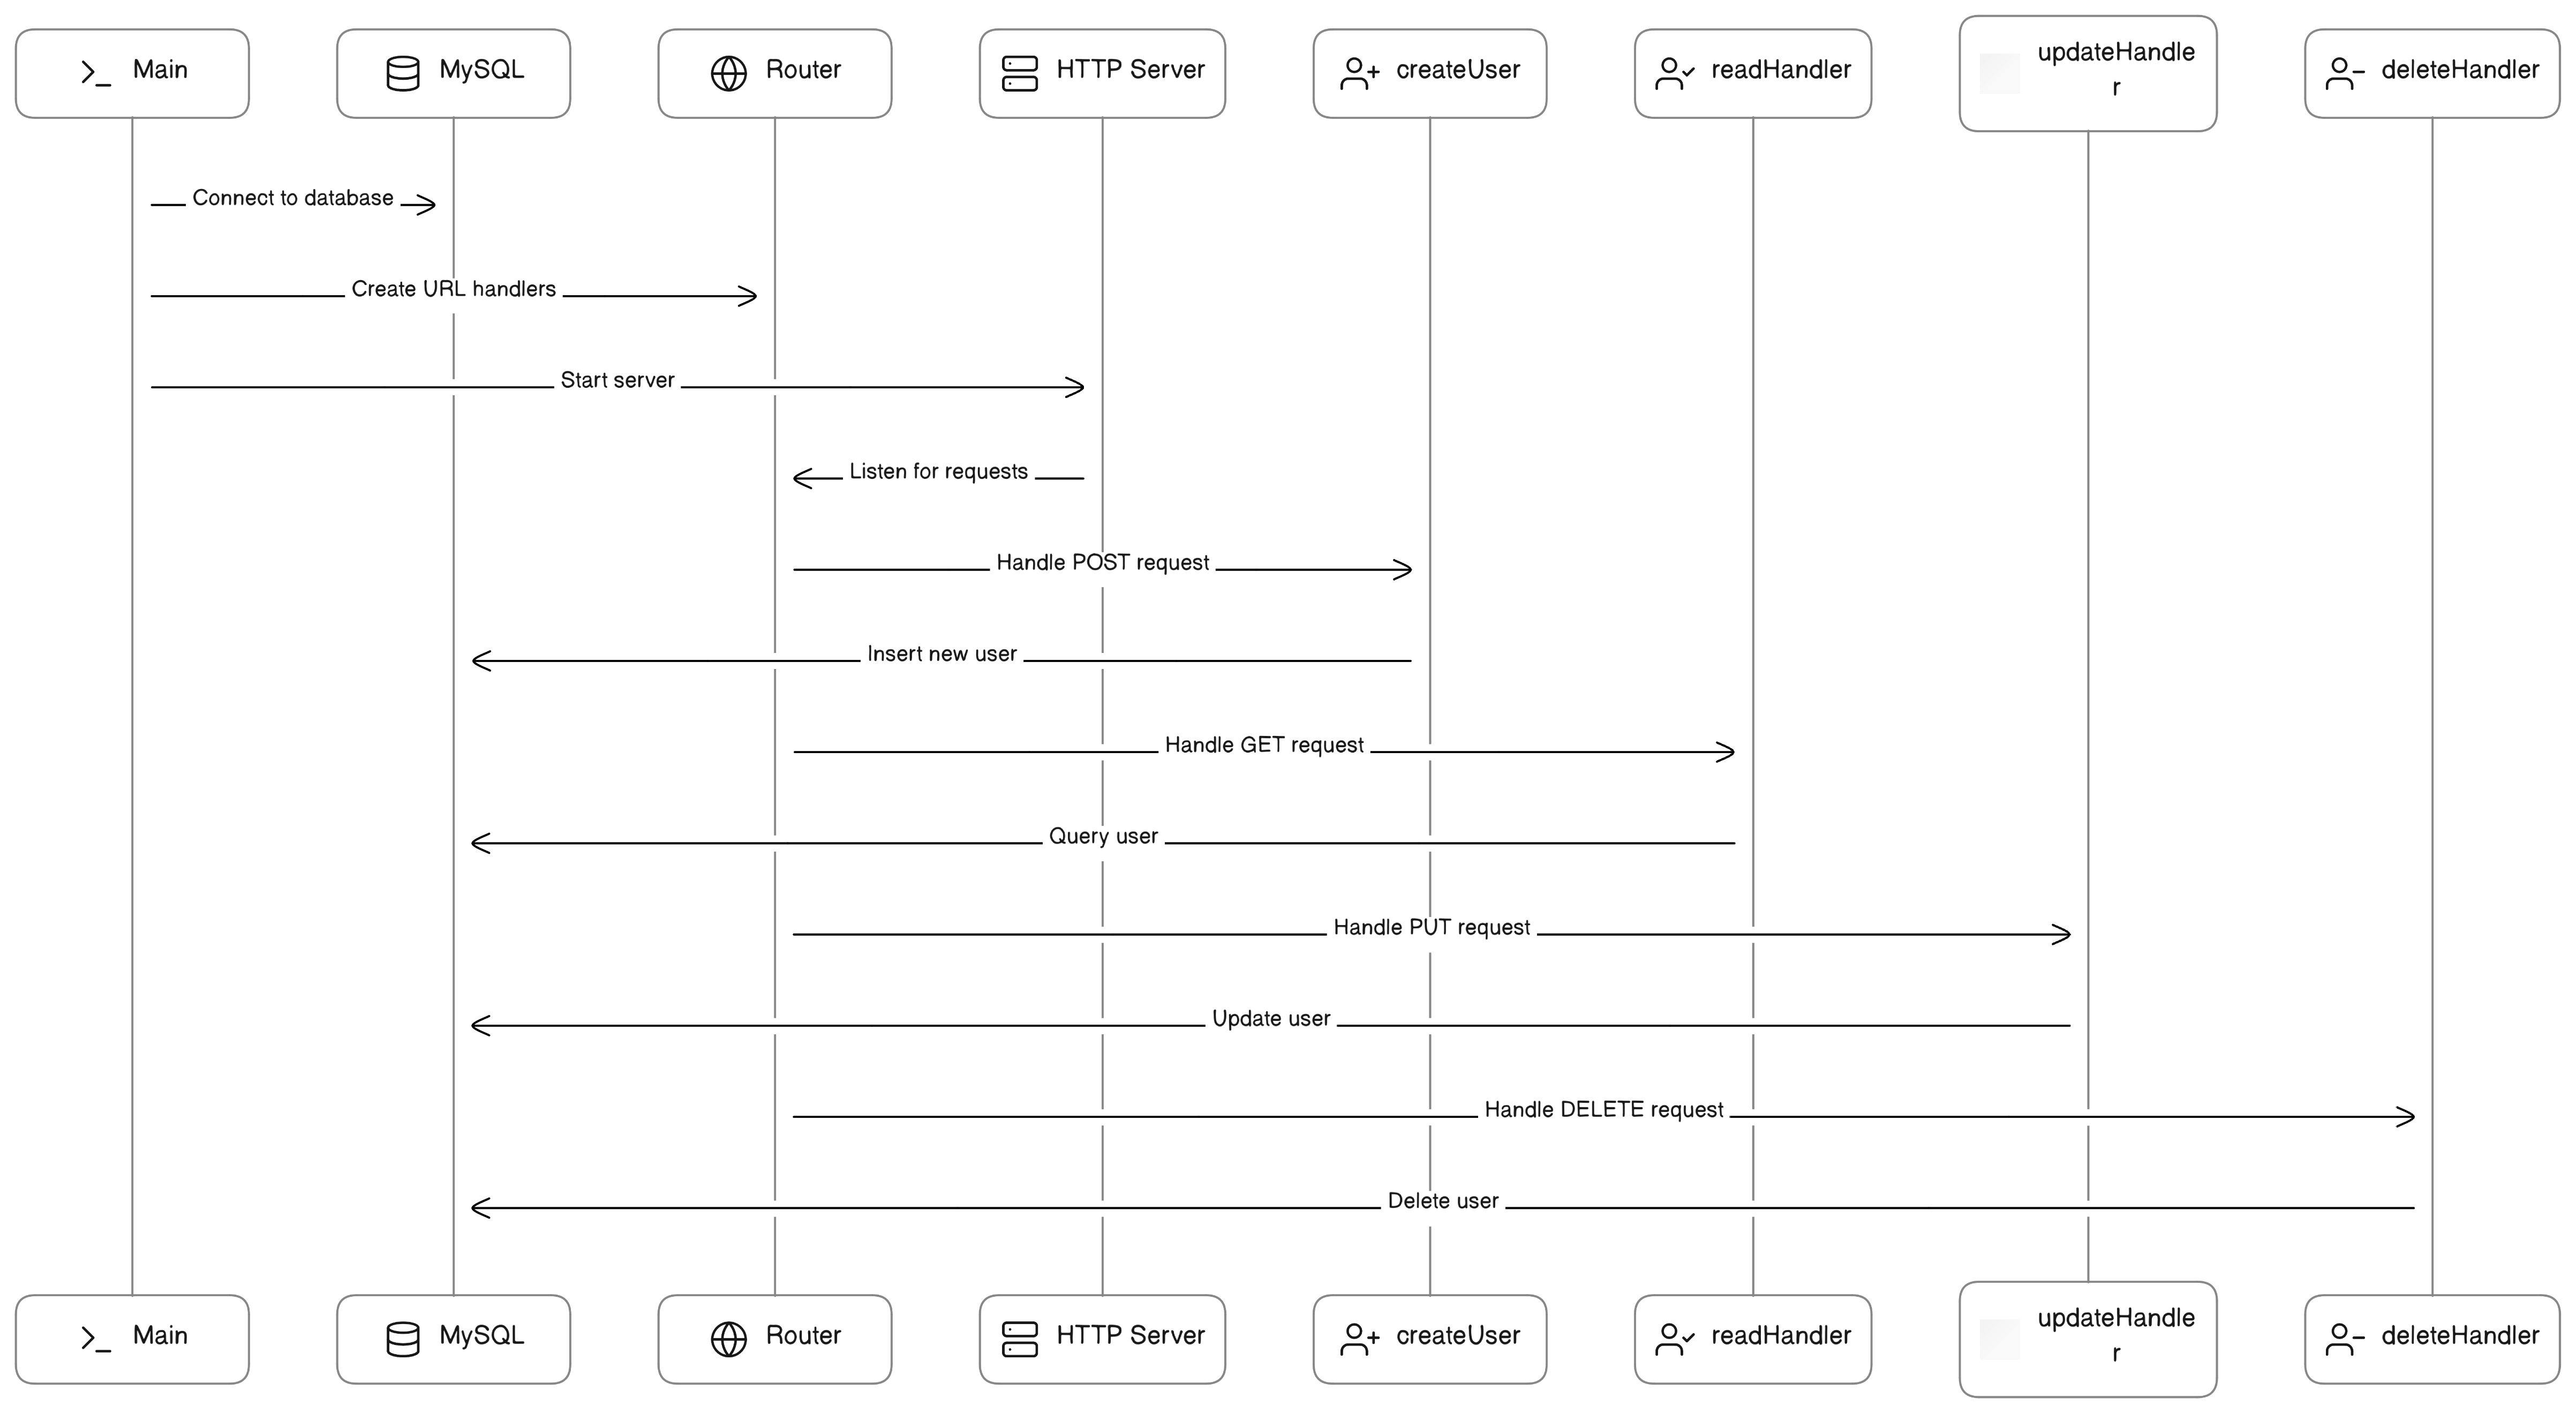 Main
MySQL
Router
HTTP Server
createUser
readHandler
updateHandle
r
deleteHandler
Connect to database
Create URL handlers
Start server
Listen for requests
Handle POST request
Insert new user
Handle GET request
Query user
Handle PUT request
Update user
Handle DELETE request
Delete user
Main
MySQL
Router
HTTP Server
createUser
readHandler
updateHandle
r
deleteHandler